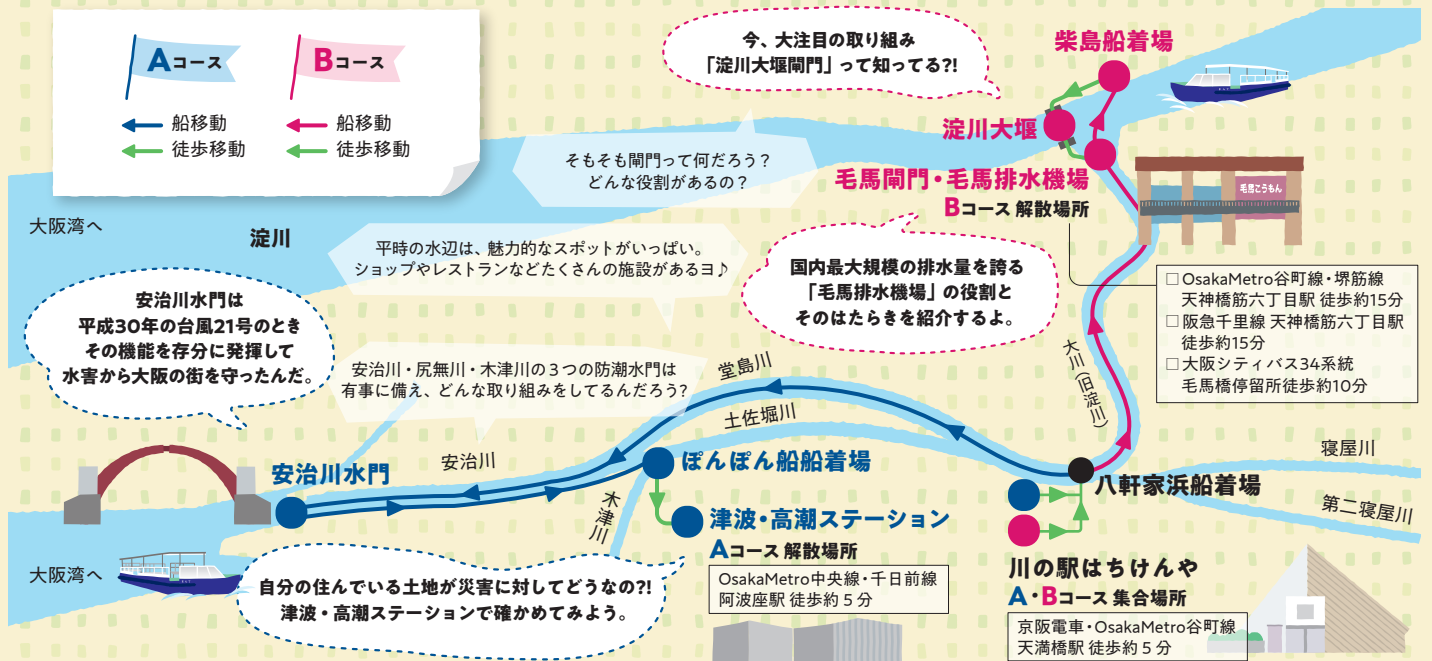 Aコース
Bコース
船移動
徒歩移動
船移動
徒歩移動
今、大注目の取り組み
「淀川大堰閘門」って知ってる?!
柴島船着場
淀川大堰
毛馬閘門・毛馬排水機場
Bコース 解散場所
毛馬こうもん
そもそも閘門って何だろう？
どんな役割があるの？
大阪湾へ
淀川
平時の水辺は、魅力的なスポットがいっぱい。
ショップやレストランなどたくさんの施設があるヨ♪
国内最大規模の排水量を誇る
「毛馬排水機場」の役割と
そのはたらきを紹介するよ。
□ OsakaMetro谷町線・堺筋線
天神橋筋六丁目駅 徒歩約15分
□ 阪急千里線 天神橋筋六丁目駅
徒歩約15分
□ 大阪シティバス34系統
毛馬橋停留所徒歩約10分
安治川水門は
平成30年の台風21号のとき
その機能を存分に発揮して
水害から大阪の街を守ったんだ。
安治川・尻無川・木津川の３つの防潮水門は
有事に備え、どんな取り組みをしてるんだろう？
堂島川
土佐堀川
大川（旧淀川）
安治川水門
安治川
ぽんぽん船船着場
木津川
津波・高潮ステーション
Aコース 解散場所
OsakaMetro中央線・千日前線
阿波座駅 徒歩約５分
八軒家浜船着場
寝屋川
第二寝屋川
川の駅はちけんや
A・Bコース 集合場所
京阪電車・OsakaMetro谷町線
天満橋駅 徒歩約５分
大阪湾へ
自分の住んでいる土地が災害に対してどうなの?!
津波・高潮ステーションで確かめてみよう。